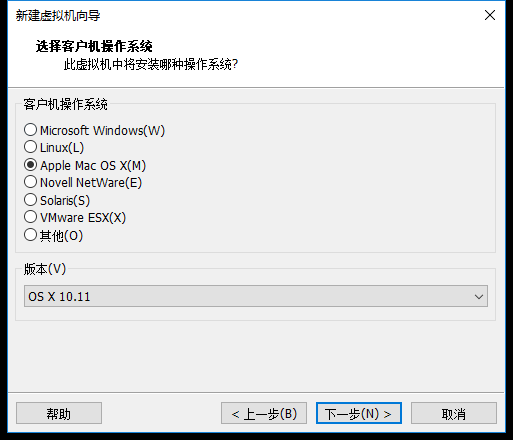 新建虚拟机向导
选择客户机操作系统
此虚拟机中将安装哪种操作系统?
客户机操作系统
Microsoft Windows(W)
Linux(L)
Apple Mac OS X(M)
Novell NetWare(E)
Solaris(S)
VMware ESX(X)
其他(O)
版本(V)
OS X 10.11
帮助
< 上一步(B)
下一步(N) >
取消